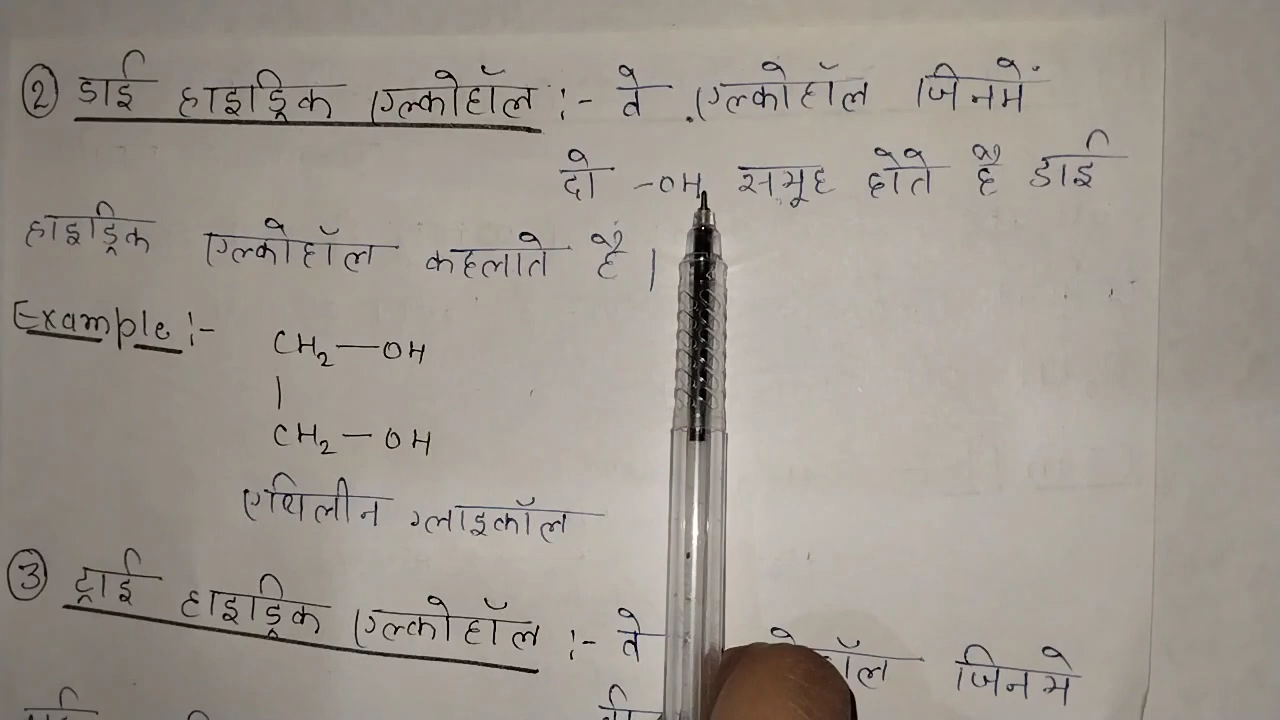 ② डाई हाइड्रिक एल्कोहॉल :- वे एल्कोहॉल जिनमें
दो -OH समूह होते है डाई
हाइड्रिक एल्कोहॉल कहलाते हैं ।
Example :-
CH₂—OH
|
CH₂—OH
एथिलीन ग्लाइकॉल
③ ट्राई हाइड्रिक एल्कोहॉल :- वे जिनमे